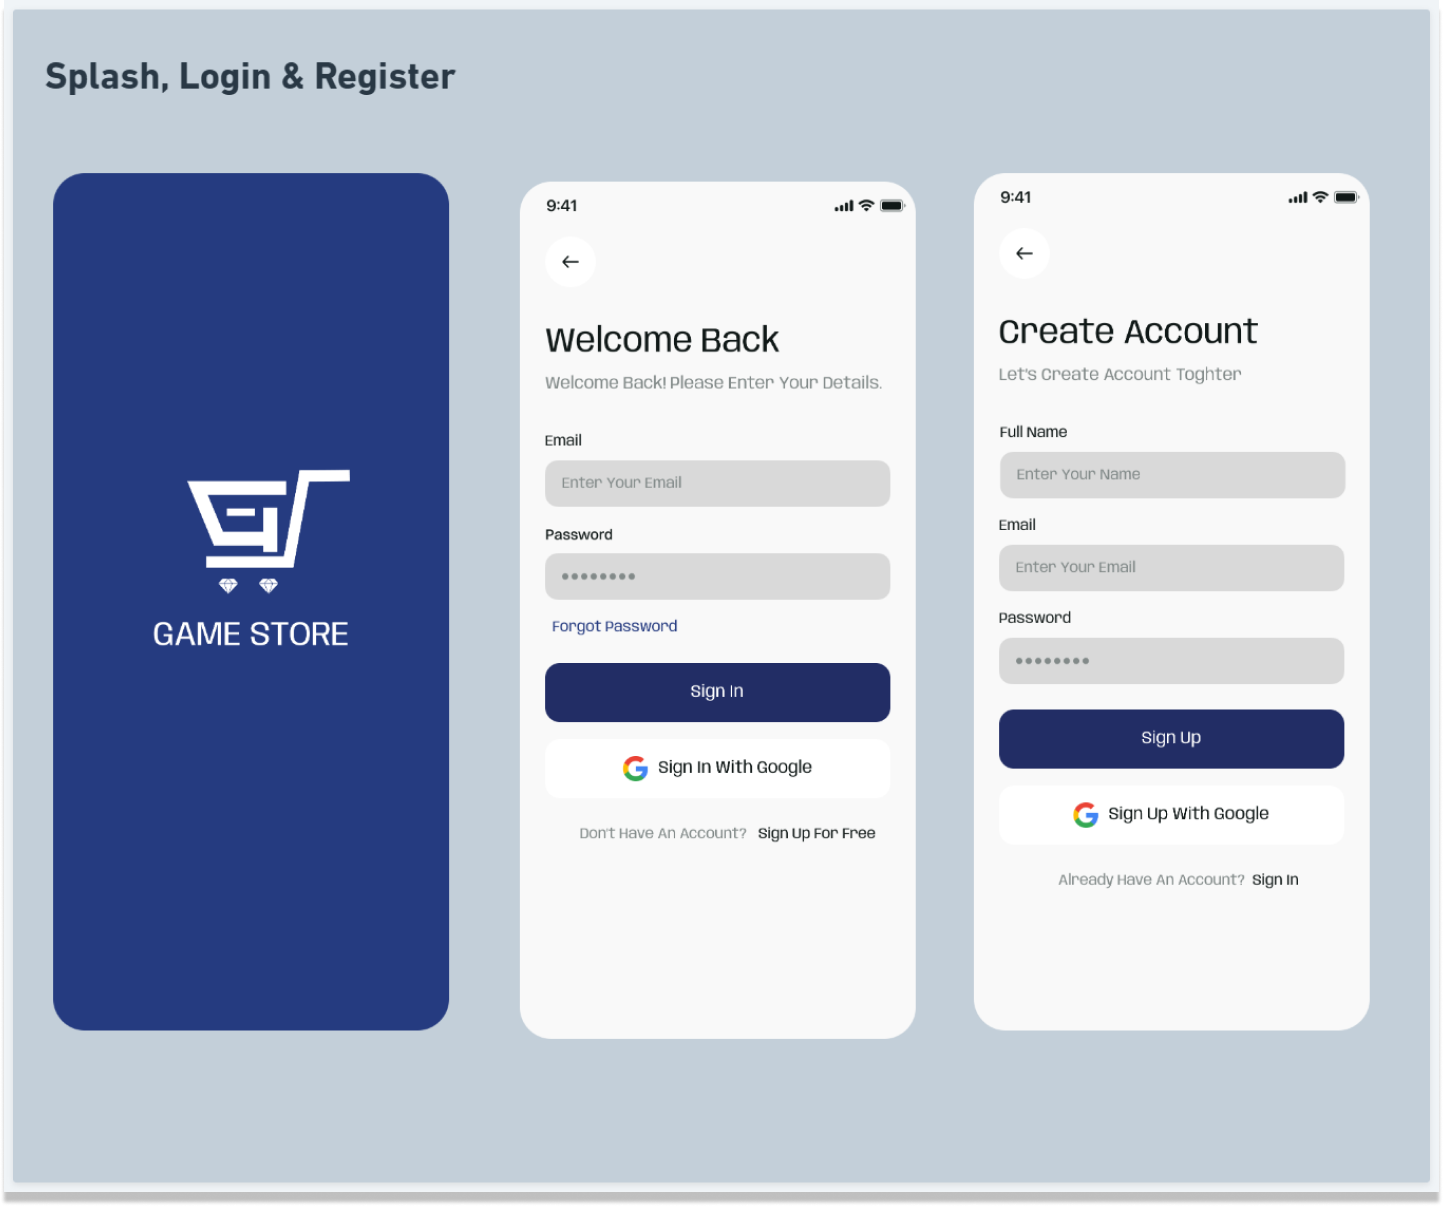 Splash, Login & Register
GAME STORE
9:41
Welcome Back
Welcome Back! Please Enter Your Details.
Email
Enter Your Email
Password
Forgot Password
Sign In
Sign In With Google
Don't Have An Account? Sign Up For Free
9:41
Create Account
Let's Create Account Toghter
Full Name
Enter Your Name
Email
Enter Your Email
Password
Sign Up
Sign Up With Google
Already Have An Account? Sign In